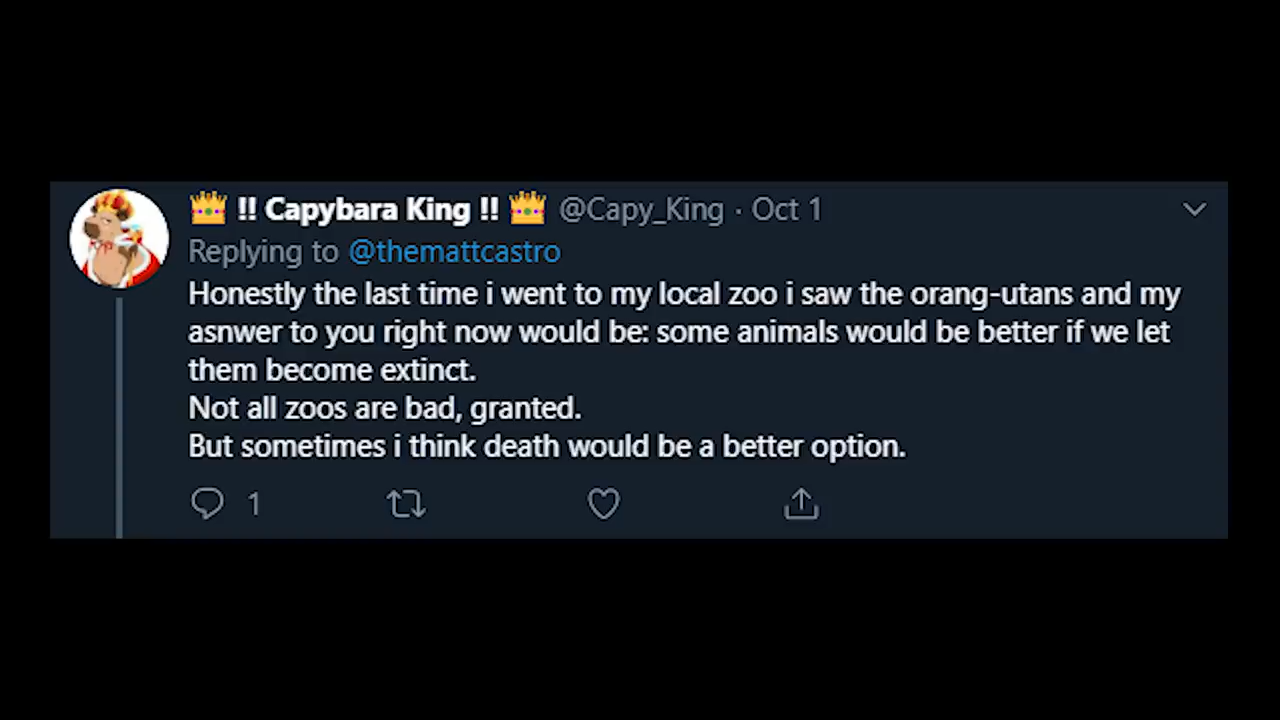 👑 !! Capybara King !! 👑 @Capy_King · Oct 1
Replying to @themattcastro
Honestly the last time i went to my local zoo i saw the orang-utans and my
asnwer to you right now would be: some animals would be better if we let
them become extinct.
Not all zoos are bad, granted.
But sometimes i think death would be a better option.
1